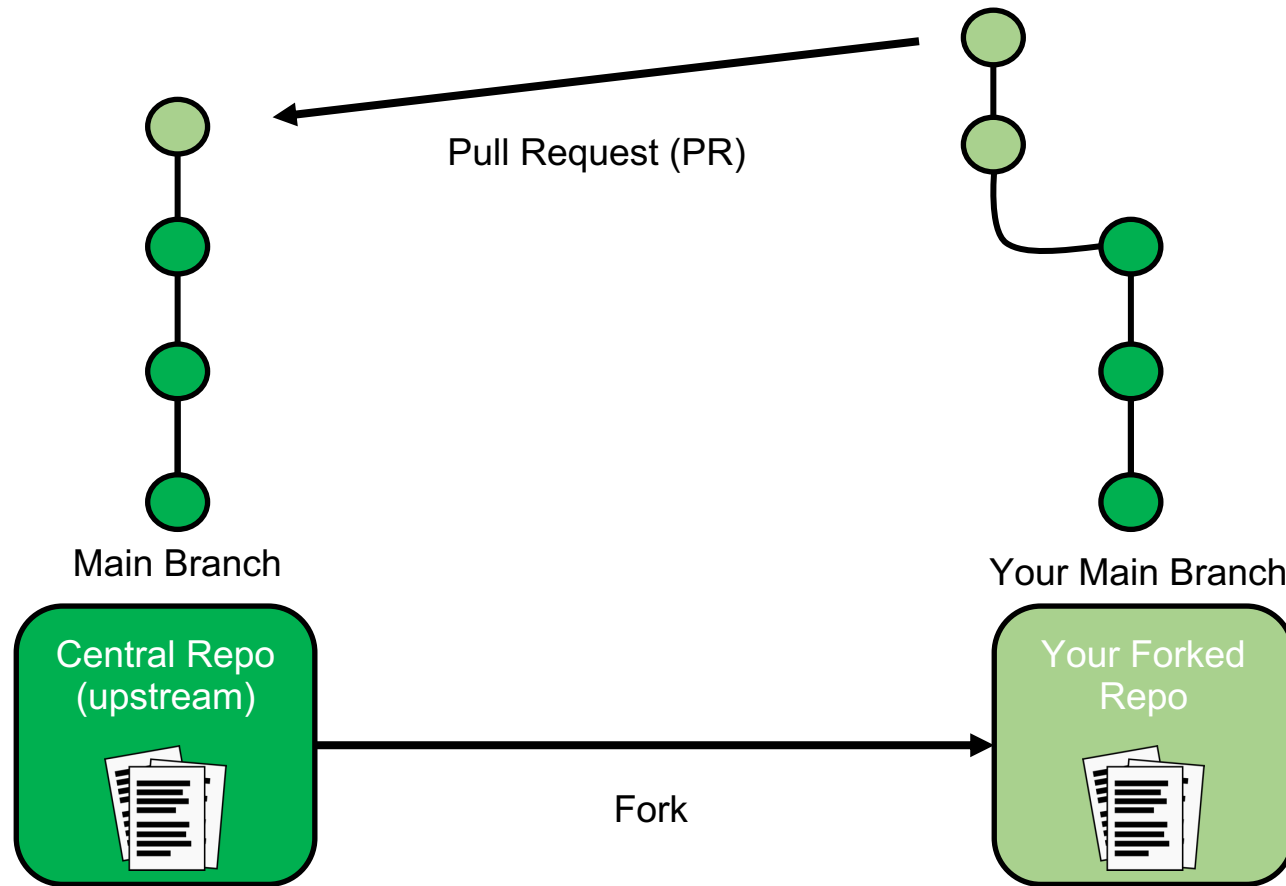 Pull Request (PR)
Main Branch
Your Main Branch
Central Repo
(upstream)
Your Forked
Repo
Fork